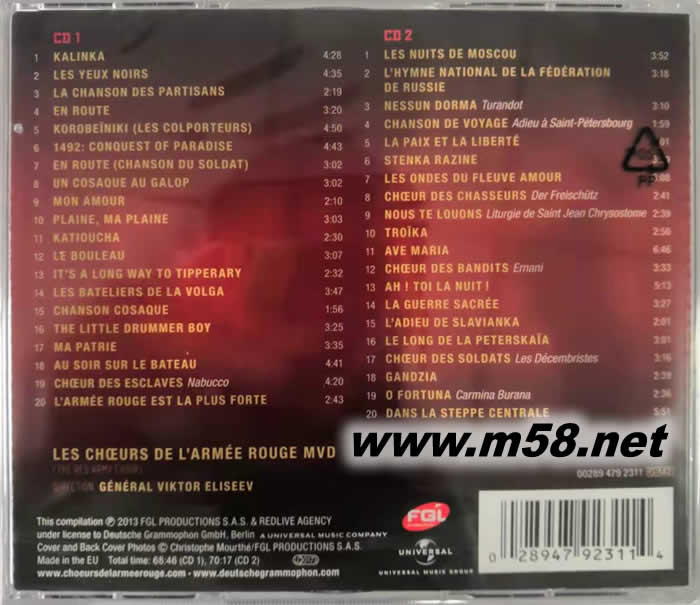 CD 1
1 KALINKA 4:28
2 LES YEUX NOIRS 4:35
3 LA CHANSON DES PARTISANS 2:19
4 EN ROUTE 3:20
5 KOROBEÏNIKI (LES COLPORTEURS) 4:50
6 1492: CONQUEST OF PARADISE 4:43
7 EN ROUTE (CHANSON DU SOLDAT) 3:02
8 UN COSAQUE AU GALOP 3:02
9 MON AMOUR 2:10
10 PLAINE, MA PLAINE 3:03
11 KATIOUCHA 2:30
12 LE BOULEAU 3:07
13 IT'S A LONG WAY TO TIPPERARY 2:32
14 LES BATELIERS DE LA VOLGA 3:47
15 CHANSON COSAQUE 1:56
16 THE LITTLE DRUMMER BOY 3:25
17 MA PATRIE 3:35
18 AU SOIR SUR LE BATEAU 4:41
19 CHŒUR DES ESCLAVES Nabucco 4:20
20 L'ARMÉE ROUGE EST LA PLUS FORTE 2:43
CD 2
1 LES NUITS DE MOSCOU 3:52
2 L'HYMNE NATIONAL DE LA FÉDÉRATION 3:18
DE RUSSIE
3 NESSUN DORMA Turandot 3:10
4 CHANSON DE VOYAGE Adieu à Saint-Pétersbourg 1:59
5 LA PAIX ET LA LIBERTÉ
6 STENKA RAZINE
7 LES ONDES DU FLEUVE AMOUR
8 CHŒUR DES CHASSEURS Der Freischütz 2:41
9 NOUS TE LOUONS Liturgie de Saint Jean Chrysostome 2:39
10 TROÏKA 2:56
11 AVE MARIA 6:46
12 CHŒUR DES BANDITS Ernani 3:33
13 AH ! TOI LA NUIT ! 5:13
14 LA GUERRE SACRÉE 3:27
15 L'ADIEU DE SLAVIANKA 2:01
16 LE LONG DE LA PETERSKAÏA 3:01
17 CHŒUR DES SOLDATS Les Décembristes 3:16
18 GANDZIA 2:38
19 O FORTUNA Carmina Burana 2:36
20 DANS LA STEPPE CENTRALE 5:51
PP
www.m58.net
LES CHŒURS DE L'ARMÉE ROUGE MVD
(THE RED ARMY CHOIR)
DIRECTION GÉNÉRAL VIKTOR ELISEEV
00289 479 2311
This compilation ℗ 2013 FGL PRODUCTIONS S.A.S. & REDLIVE AGENCY
under license to Deutsche Grammophon GmbH, Berlin A UNIVERSAL MUSIC COMPANY
Cover and Back Cover Photos © Christophe Mourthé/FGL PRODUCTIONS S.A.S.
Made in the EU Total time: 68:46 (CD 1), 70:17 (CD 2)
www.choeursdelarmeerouge.com - www.deutschegrammophon.com
FGL
UNIVERSAL
UNIVERSAL MUSIC GROUP
0 28947 92311 4